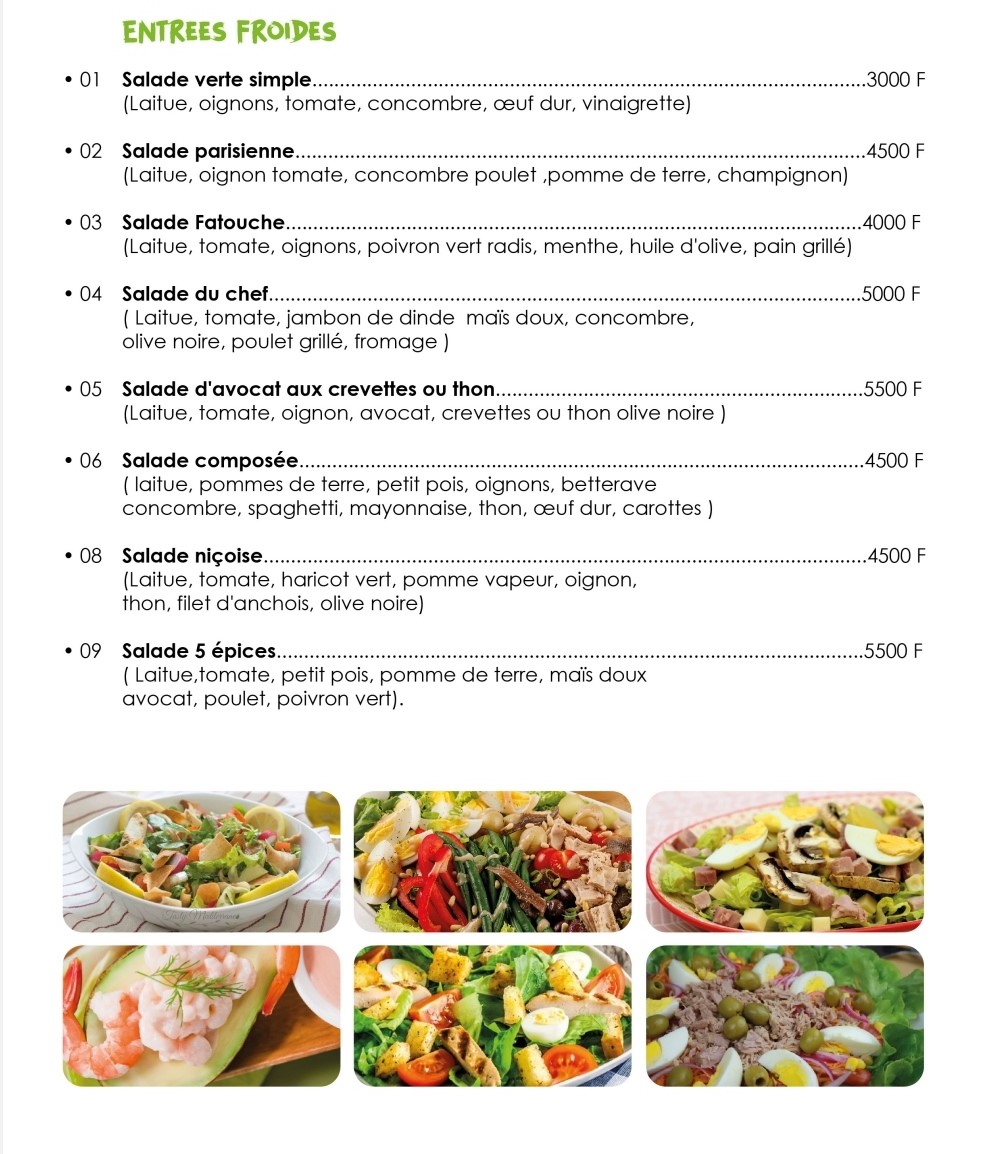 ENTREES FROIDES
• 01 Salade verte simple..........................................................................................3000 F
(Laitue, oignons, tomate, concombre, œuf dur, vinaigrette)
• 02 Salade parisienne.............................................................................................4500 F
(Laitue, oignon tomate, concombre poulet ,pomme de terre, champignon)
• 03 Salade Fatouche..............................................................................................4000 F
(Laitue, tomate, oignons, poivron vert radis, menthe, huile d'olive, pain grillé)
• 04 Salade du chef.................................................................................................5000 F
( Laitue, tomate, jambon de dinde  maïs doux, concombre,
olive noire, poulet grillé, fromage )
• 05 Salade d'avocat aux crevettes ou thon............................................................5500 F
(Laitue, tomate, oignon, avocat, crevettes ou thon olive noire )
• 06 Salade composée............................................................................................4500 F
( laitue, pommes de terre, petit pois, oignons, betterave
concombre, spaghetti, mayonnaise, thon, œuf dur, carottes )
• 08 Salade niçoise..................................................................................................4500 F
(Laitue, tomate, haricot vert, pomme vapeur, oignon,
thon, filet d'anchois, olive noire)
• 09 Salade 5 épices................................................................................................5500 F
( Laitue,tomate, petit pois, pomme de terre, maïs doux
avocat, poulet, poivron vert).